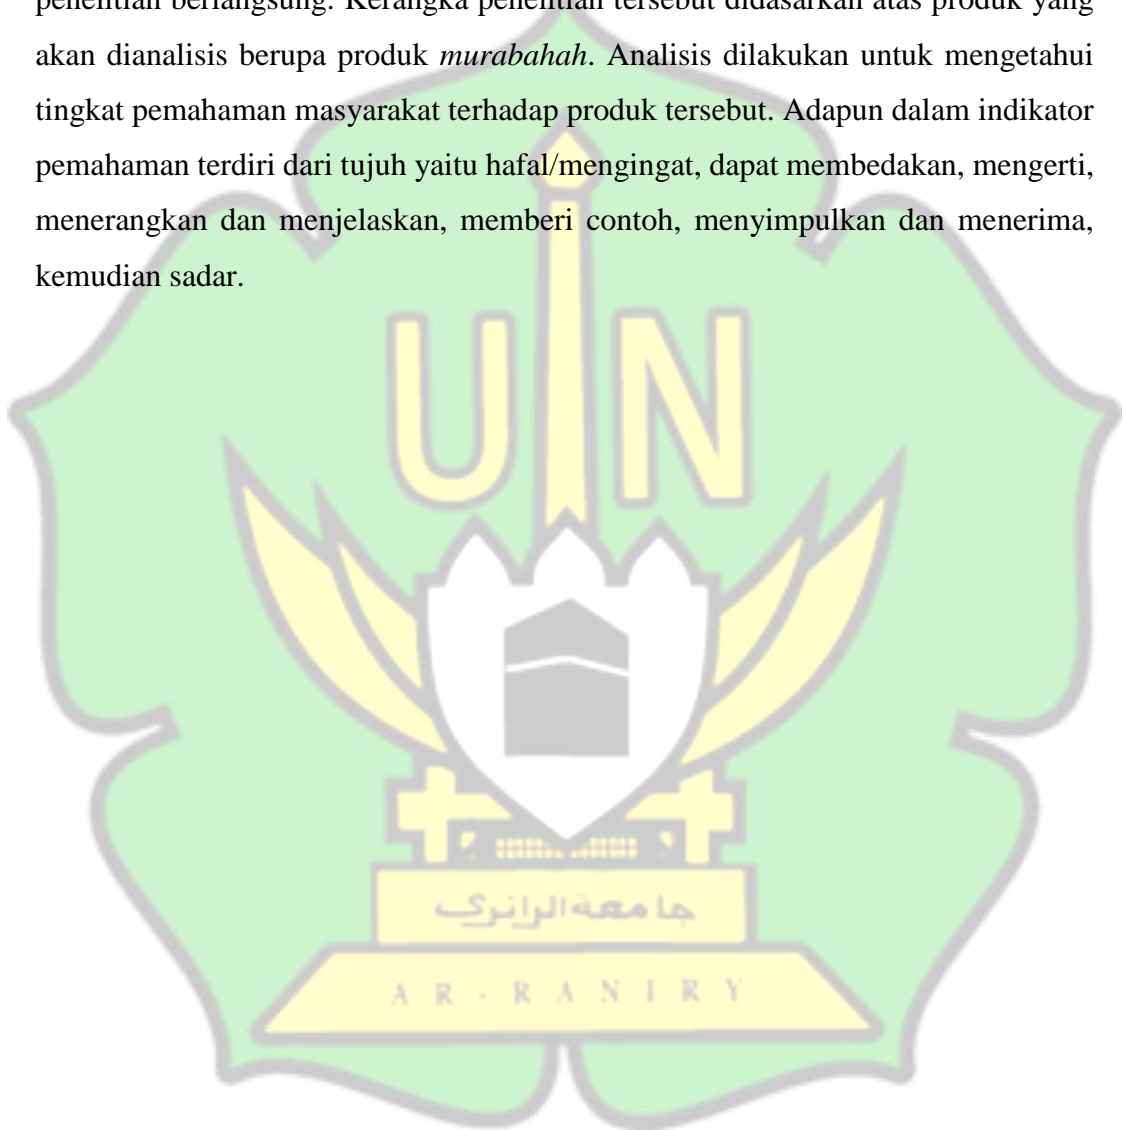 penelitian berlangsung. Kerangka penelitian tersebut didasarkan atas produk yang
akan dianalisis berupa produk murabahah. Analisis dilakukan untuk mengetahui
tingkat pemahaman masyarakat terhadap produk tersebut. Adapun dalam indikator
pemahaman terdiri dari tujuh yaitu hafal/mengingat, dapat membedakan, mengerti,
menerangkan dan menjelaskan, memberi contoh, menyimpulkan dan menerima,
kemudian sadar.
UIN
جامعة الرانري
AR-RANIRY